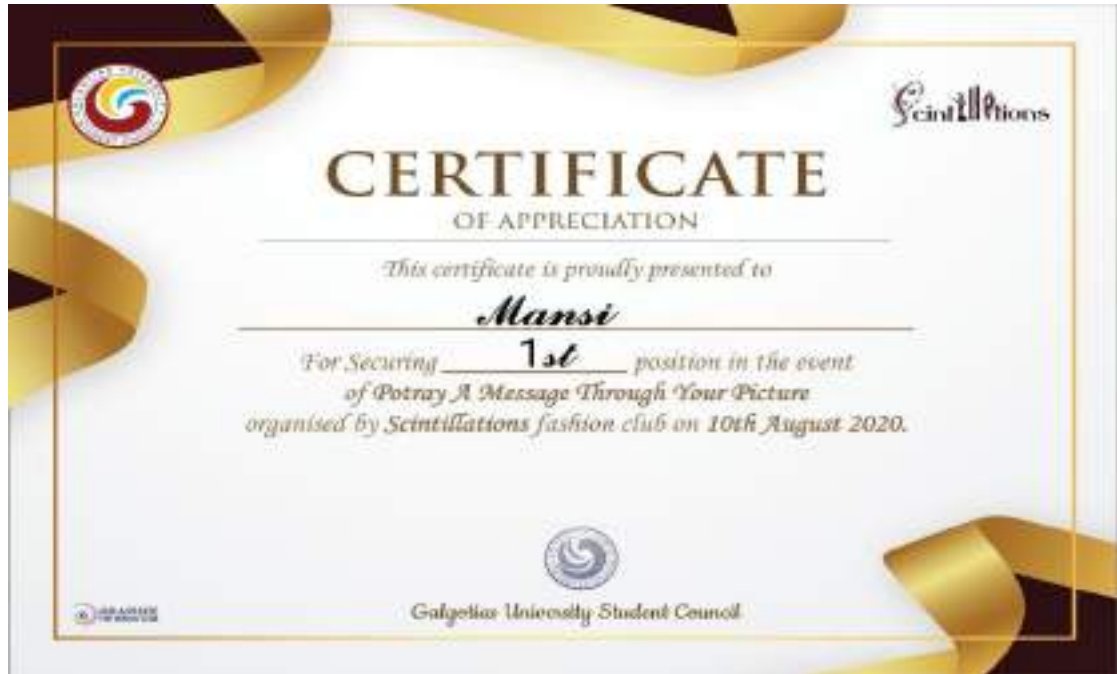 Scintillations
CERTIFICATE
OF APPRECIATION
This certificate is proudly presented to
Mansi
For Securing 1st position in the event
of Potray A Message Through Your Picture
organised by Scintillations fashion club on 10th August 2020.
Galgotias University Student Council